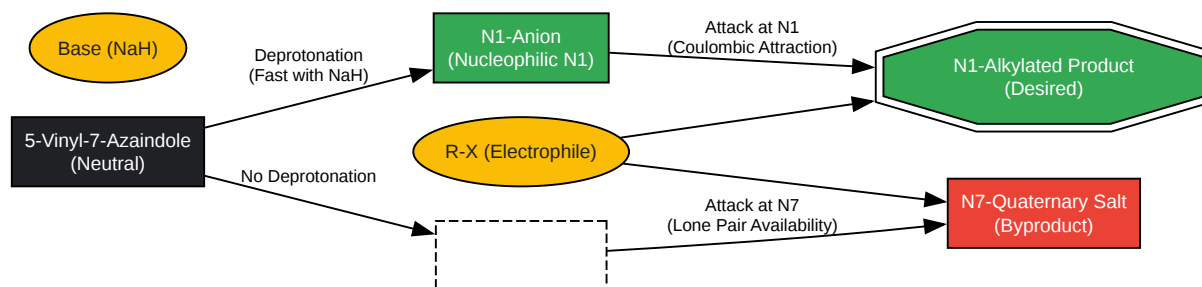 Base (NaH)
Deprotonation
(Fast with NaH)
N1-Anion
(Nucleophilic N1)
Attack at N1
(Coulombic Attraction)
N1-Alkylated Product
(Desired)
5-Vinyl-7-Azaindole
(Neutral)
No Deprotonation
R-X (Electrophile)
Attack at N7
(Lone Pair Availability)
N7-Quaternary Salt
(Byproduct)